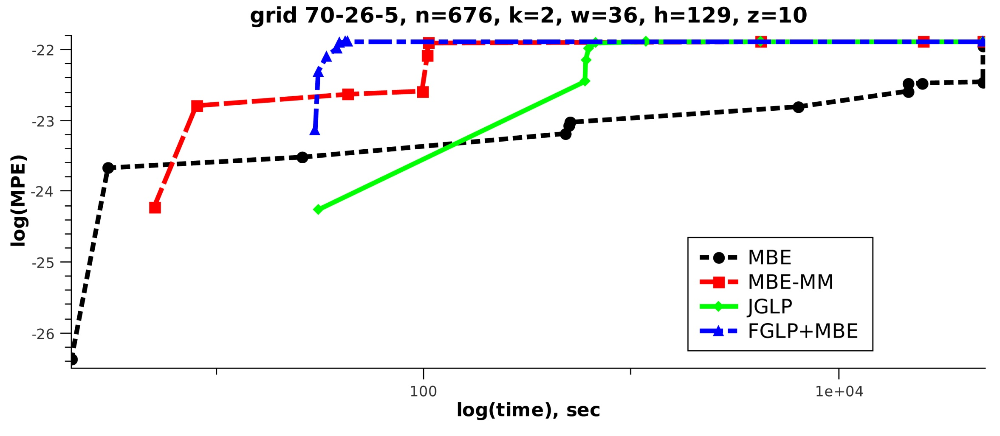 grid 70-26-5, n=676, k=2, w=36, h=129, z=10
-22
-23
-24
-25
-26
log(MPE)
MBE
MBE-MM
JGLP
FGLP+MBE
100
1e+04
log(time), sec